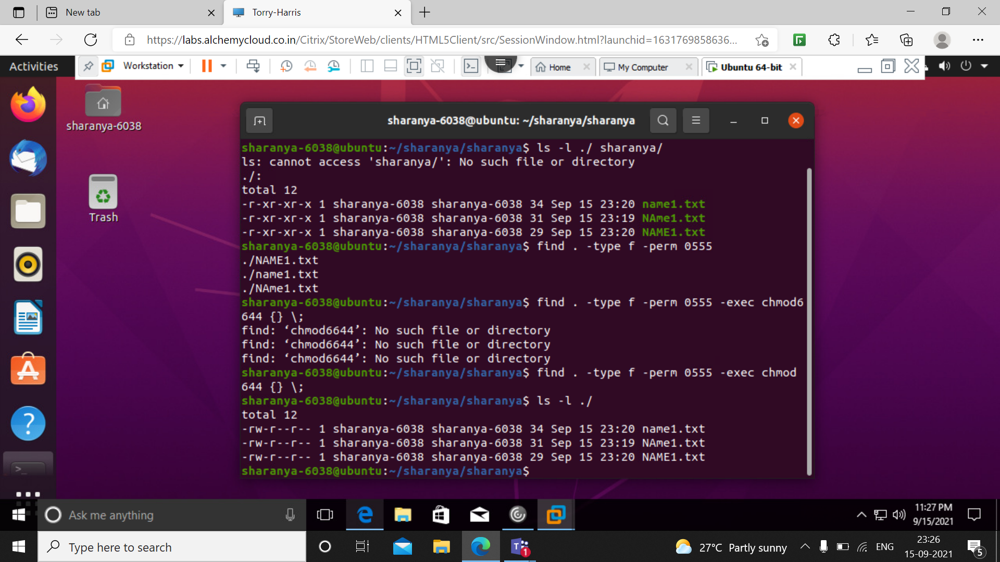 New tab
Torry-Harris
https://labs.alchemycloud.co.in/Citrix/StoreWeb/clients/HTML5Client/src/SessionWindow.html?launchid=1631769858636...
Activities
Workstation
Home
My Computer
Ubuntu 64-bit
sharanya-6038
Trash
sharanya-6038@ubuntu: ~/sharanya/sharanya
sharanya-6038@ubuntu:~/sharanya/sharanya$ ls -l ./ sharanya/
ls: cannot access 'sharanya/': No such file or directory
./:
total 12
-r-xr-xr-x 1 sharanya-6038 sharanya-6038 34 Sep 15 23:20 name1.txt
-r-xr-xr-x 1 sharanya-6038 sharanya-6038 31 Sep 15 23:19 NAme1.txt
-r-xr-xr-x 1 sharanya-6038 sharanya-6038 29 Sep 15 23:20 NAME1.txt
sharanya-6038@ubuntu:~/sharanya/sharanya$ find . -type f -perm 0555
./NAME1.txt
./name1.txt
./NAme1.txt
sharanya-6038@ubuntu:~/sharanya/sharanya$ find . -type f -perm 0555 -exec chmod6
644 {} \;
find: ‘chmod6644’: No such file or directory
find: ‘chmod6644’: No such file or directory
find: ‘chmod6644’: No such file or directory
sharanya-6038@ubuntu:~/sharanya/sharanya$ find . -type f -perm 0555 -exec chmod
644 {} \;
sharanya-6038@ubuntu:~/sharanya/sharanya$ ls -l ./
total 12
-rw-r--r-- 1 sharanya-6038 sharanya-6038 34 Sep 15 23:20 name1.txt
-rw-r--r-- 1 sharanya-6038 sharanya-6038 31 Sep 15 23:19 NAme1.txt
-rw-r--r-- 1 sharanya-6038 sharanya-6038 29 Sep 15 23:20 NAME1.txt
sharanya-6038@ubuntu:~/sharanya/sharanya$
Ask me anything
11:27 PM
9/15/2021
Type here to search
1
27°C Partly sunny
ENG
23:26
15-09-2021
5